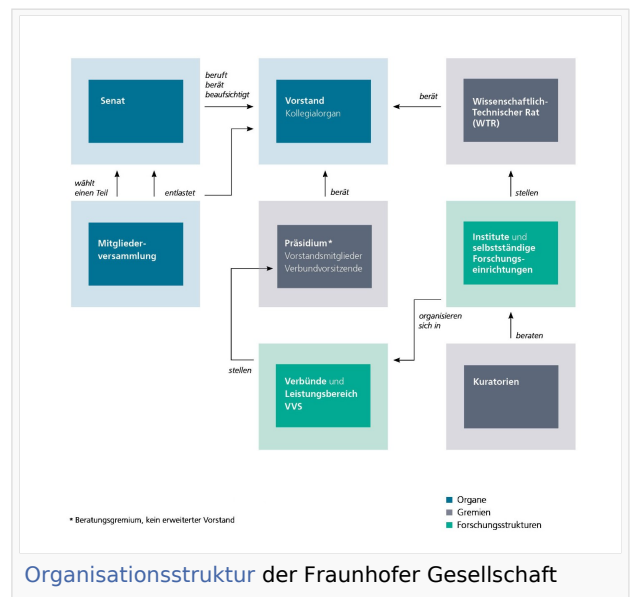 beruft
berät
beaufsichtigt
Senat
Vorstand
Kollegialorgan
berät
Wissenschaftlich-
Technischer Rat
(WTR)
wählt
einen Teil
entlastet
berät
stellen
Mitglieder-
versammlung
Präsidium*
Vorstandsmitglieder
Verbundvorsitzende
Institute und
selbstständige
Forschungs-
einrichtungen
organisieren
sich in
beraten
stellen
Verbünde und
Leistungsbereich
VVS
Kuratorien
* Beratungsgremium, kein erweiterter Vorstand
Organe
Gremien
Forschungsstrukturen
Organisationsstruktur der Fraunhofer Gesellschaft